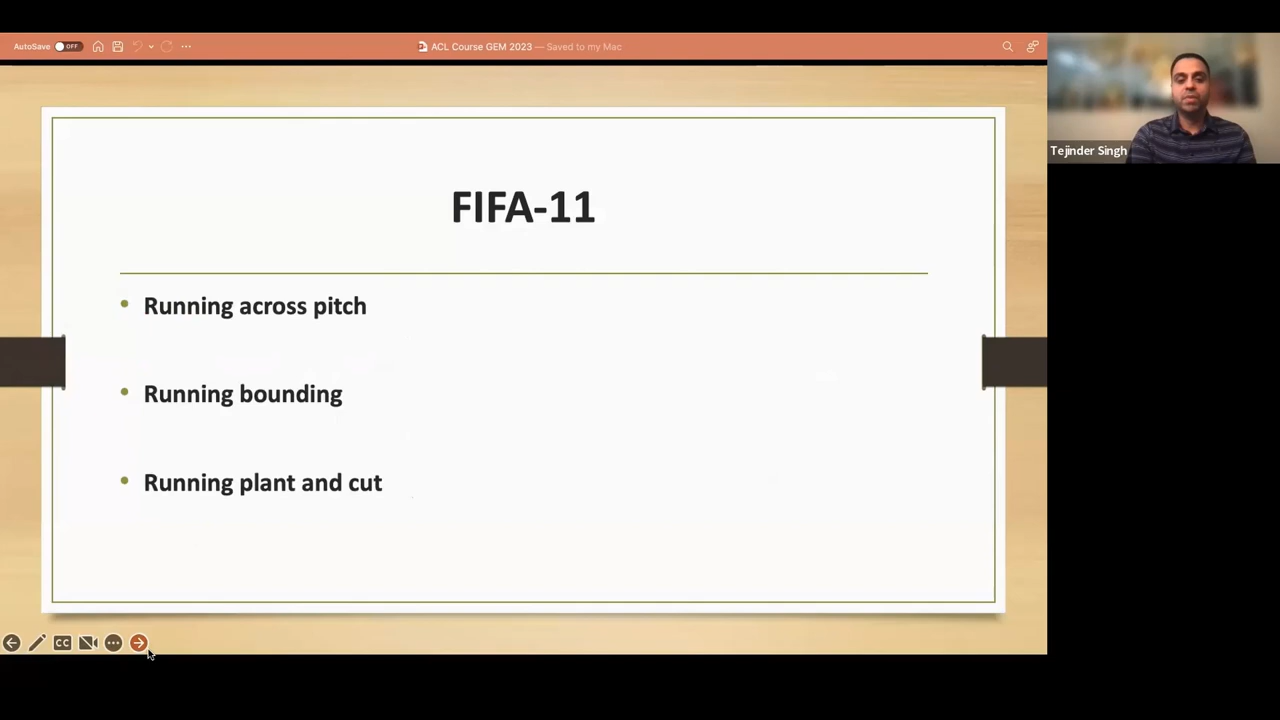 AutoSave OFF
ACL Course GEM 2023 — Saved to my Mac
Tejinder Singh
FIFA-11
• Running across pitch
• Running bounding
• Running plant and cut
CC